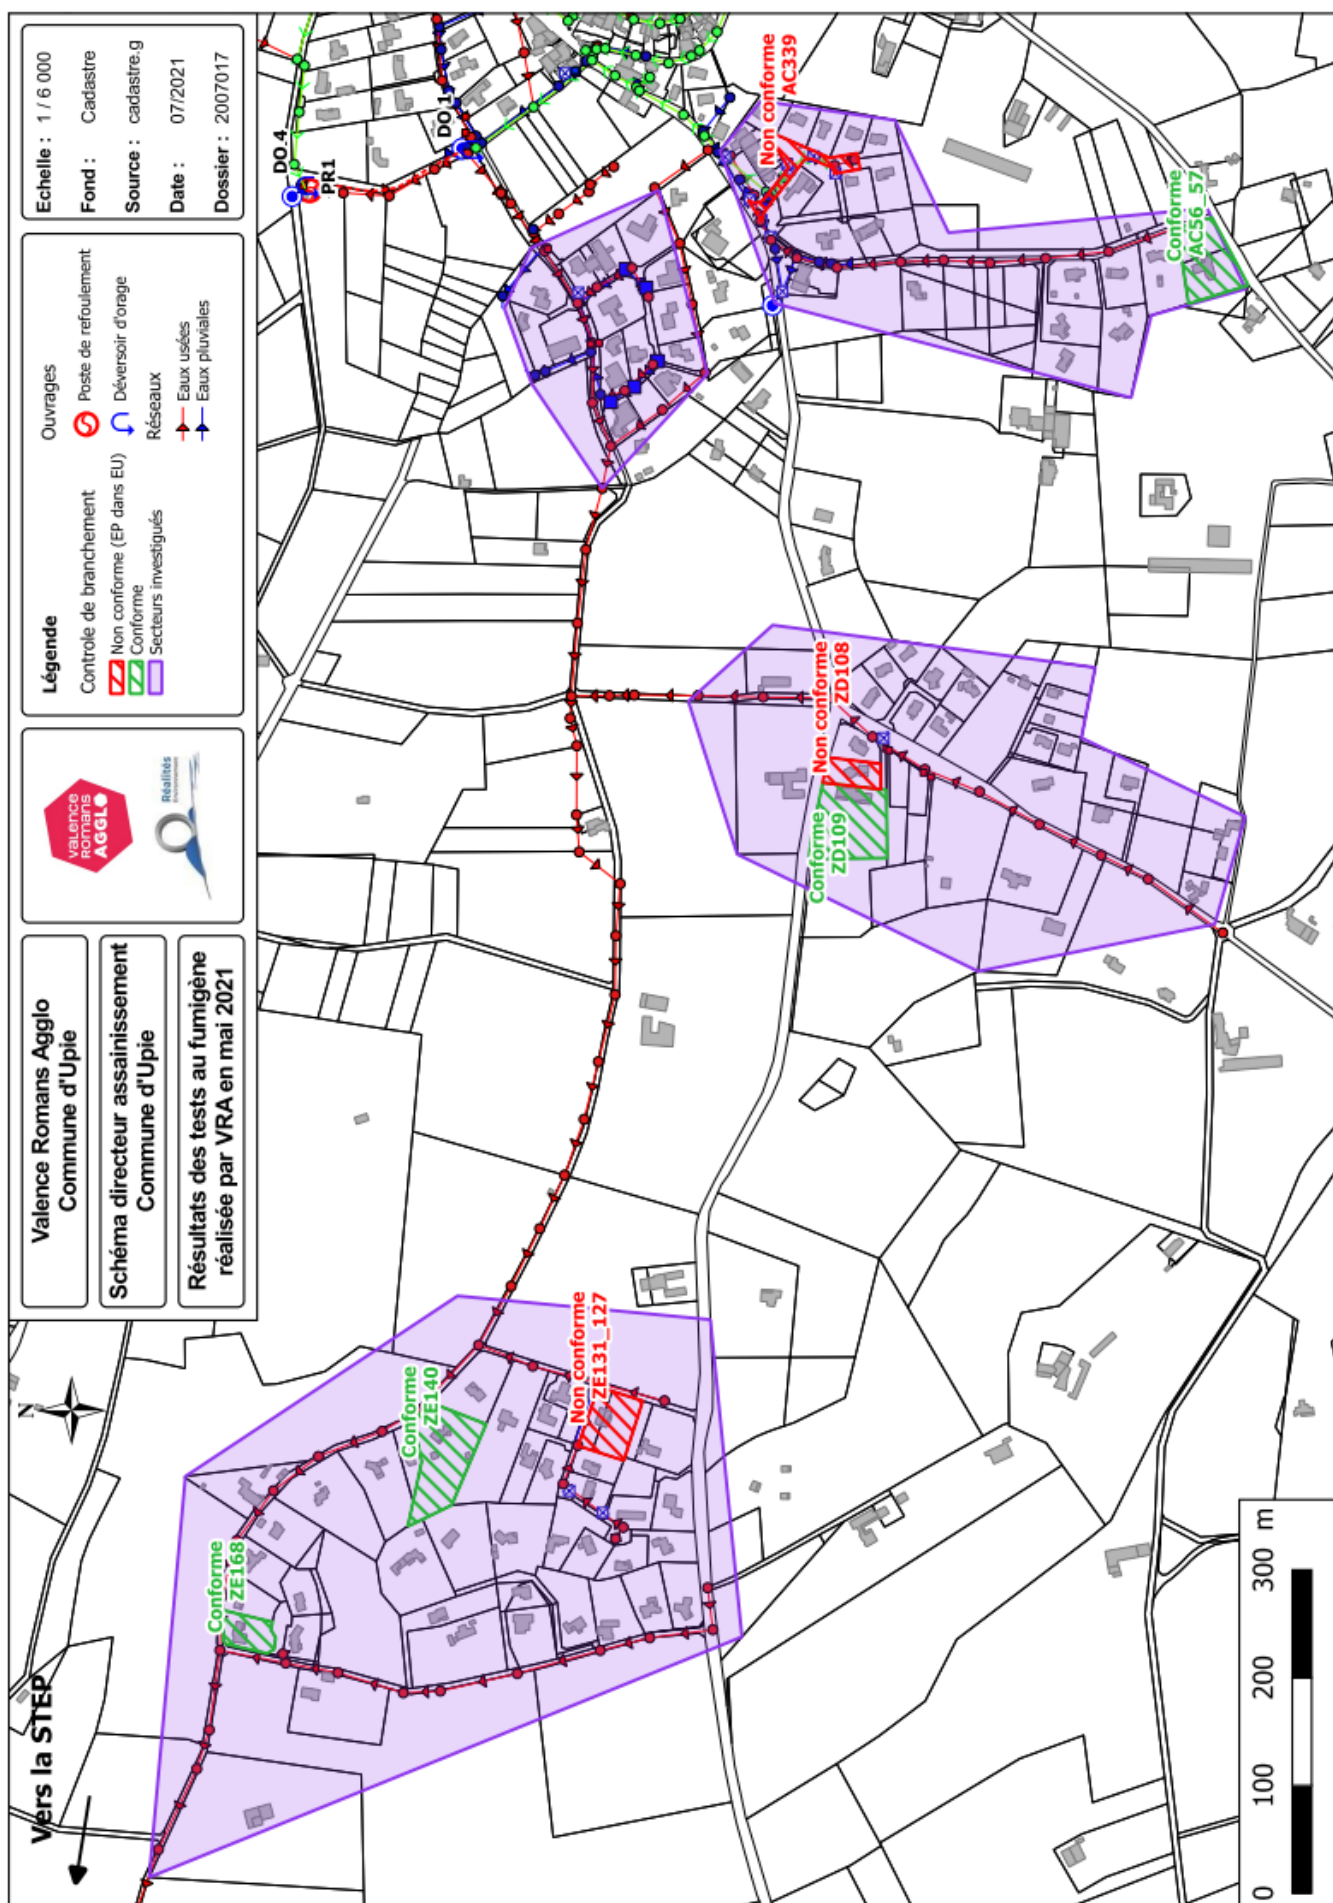 Valence Romans Agglo
Commune d'Upie
Schéma directeur assainissement
Commune d'Upie
Résultats des tests au fumigène
réalisée par VRA en mai 2021
VALENCE
ROMANS
AGGLO
Réalités
Environnement
Légende
Controle de branchement
Non conforme (EP dans EU)
Conforme
Secteurs investigués
Ouvrages
Poste de refoulement
Déversoir d'orage
Réseaux
Eaux usées
Eaux pluviales
Echelle : 1 / 6 000
Fond : Cadastre
Source : cadastre.g
Date : 07/2021
Dossier : 2007017
N
Vers la STEP
DO.4
PR1
DO.1
Conforme
ZE168
Conforme
ZE140
Non conforme
ZE131_127
Conforme
ZD109
Non conforme
ZD108
Non conforme
AC339
Conforme
AC56_57
0 100 200 300 m